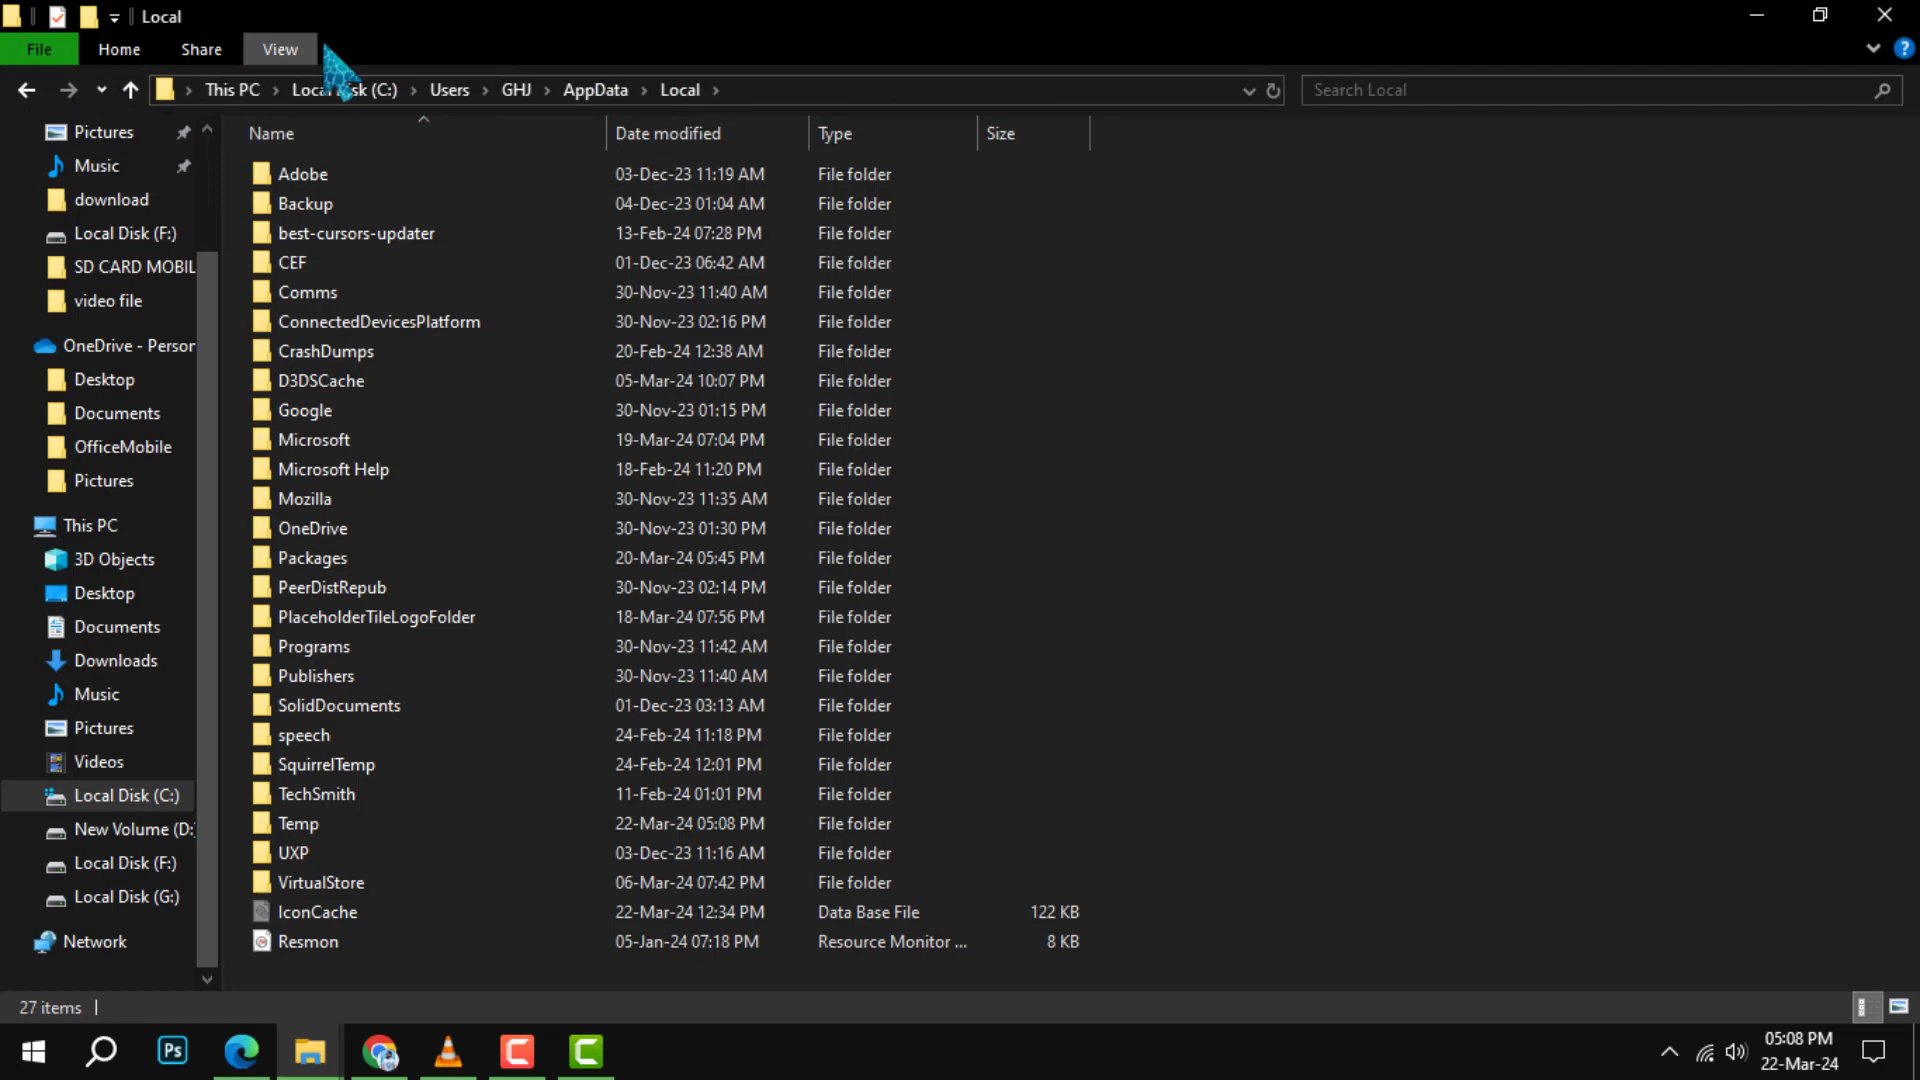 Local
File Home Share View
This PC Local Disk (C:) Users GHJ AppData Local
Search Local
Pictures
Music
download
Local Disk (F:)
SD CARD MOBIL
video file
OneDrive - Person
Desktop
Documents
OfficeMobile
Pictures
This PC
3D Objects
Desktop
Documents
Downloads
Music
Pictures
Videos
Local Disk (C:)
New Volume (D:)
Local Disk (F:)
Local Disk (G:)
Network
Name Date modified Type Size
Adobe 03-Dec-23 11:19 AM File folder
Backup 04-Dec-23 01:04 AM File folder
best-cursors-updater 13-Feb-24 07:28 PM File folder
CEF 01-Dec-23 06:42 AM File folder
Comms 30-Nov-23 11:40 AM File folder
ConnectedDevicesPlatform 30-Nov-23 02:16 PM File folder
CrashDumps 20-Feb-24 12:38 AM File folder
D3DSCache 05-Mar-24 10:07 PM File folder
Google 30-Nov-23 01:15 PM File folder
Microsoft 19-Mar-24 07:04 PM File folder
Microsoft Help 18-Feb-24 11:20 PM File folder
Mozilla 30-Nov-23 11:35 AM File folder
OneDrive 30-Nov-23 01:30 PM File folder
Packages 20-Mar-24 05:45 PM File folder
PeerDistRepub 30-Nov-23 02:14 PM File folder
PlaceholderTileLogoFolder 18-Mar-24 07:56 PM File folder
Programs 30-Nov-23 11:42 AM File folder
Publishers 30-Nov-23 11:40 AM File folder
SolidDocuments 01-Dec-23 03:13 AM File folder
speech 24-Feb-24 11:18 PM File folder
SquirrelTemp 24-Feb-24 12:01 PM File folder
TechSmith 11-Feb-24 01:01 PM File folder
Temp 22-Mar-24 05:08 PM File folder
UXP 03-Dec-23 11:16 AM File folder
VirtualStore 06-Mar-24 07:42 PM File folder
IconCache 22-Mar-24 12:34 PM Data Base File 122 KB
Resmon 05-Jan-24 07:18 PM Resource Monitor ... 8 KB
27 items
Ps
05:08 PM
22-Mar-24